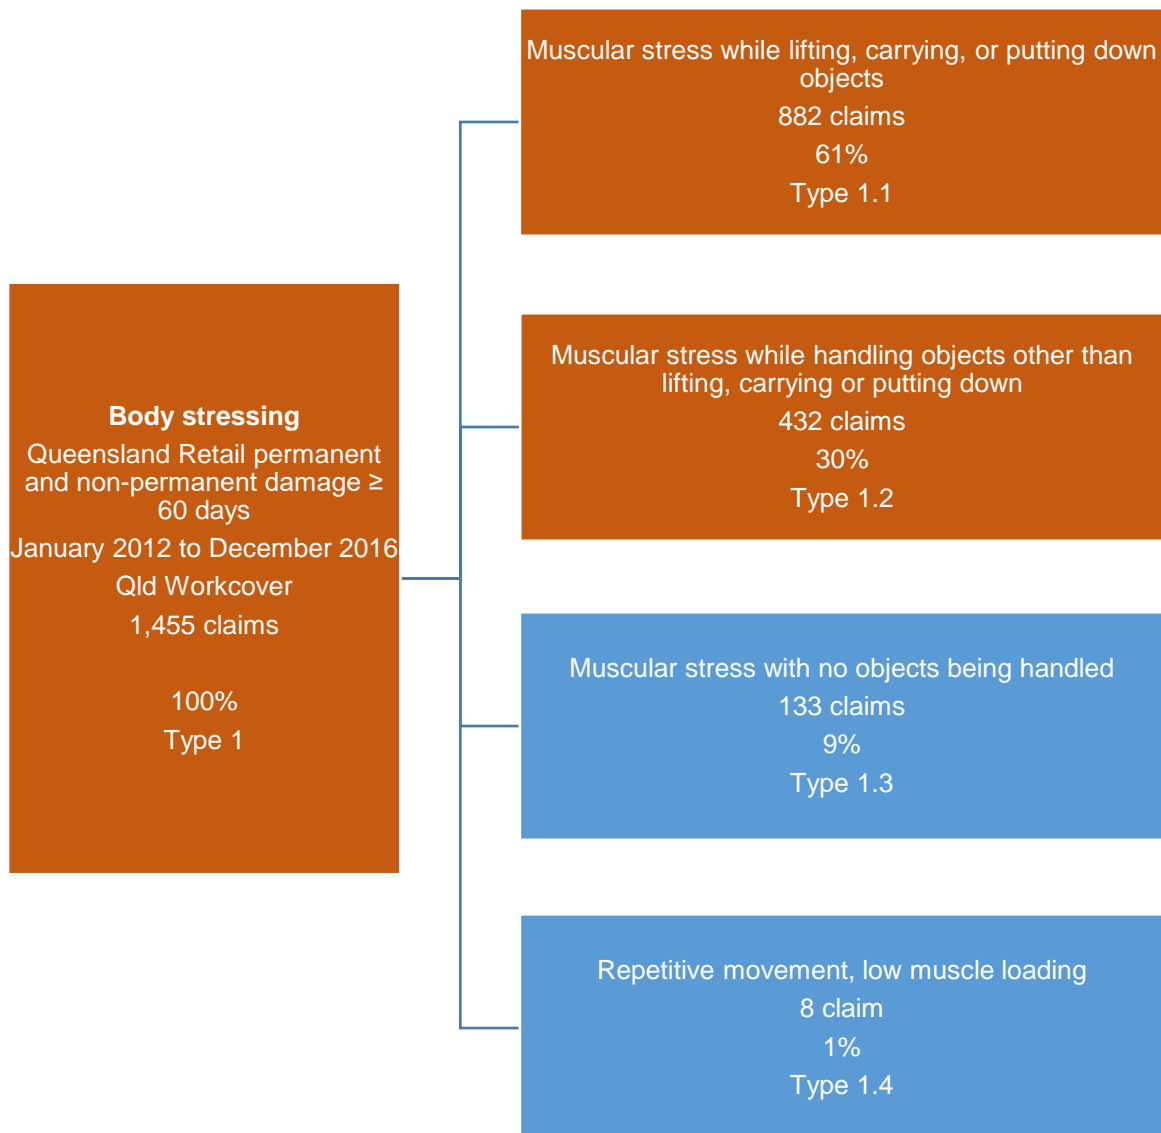 Body stressing
Queensland Retail permanent
and non-permanent damage ≥
60 days
January 2012 to December 2016
Qld Workcover
1,455 claims
100%
Type 1
Muscular stress while lifting, carrying, or putting down
objects
882 claims
61%
Type 1.1
Muscular stress while handling objects other than
lifting, carrying or putting down
432 claims
30%
Type 1.2
Muscular stress with no objects being handled
133 claims
9%
Type 1.3
Repetitive movement, low muscle loading
8 claim
1%
Type 1.4